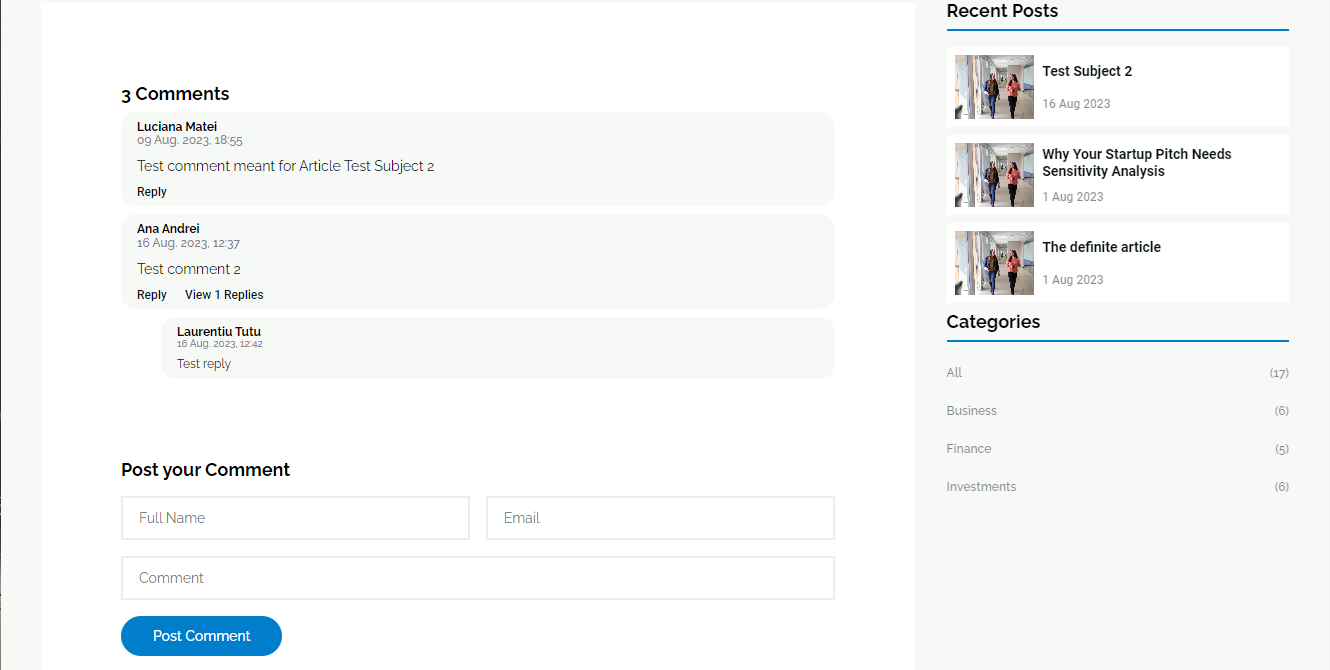 3 Comments
Luciana Matei
09 Aug. 2023, 18:55
Test comment meant for Article Test Subject 2
Reply
Ana Andrei
16 Aug. 2023, 12:37
Test comment 2
Reply View 1 Replies
Laurentiu Tutu
16 Aug. 2023, 12:42
Test reply
Post your Comment
Full Name
Email
Comment
Post Comment
Recent Posts
Test Subject 2
16 Aug 2023
Why Your Startup Pitch Needs
Sensitivity Analysis
1 Aug 2023
The definite article
1 Aug 2023
Categories
All (17)
Business (6)
Finance (5)
Investments (6)